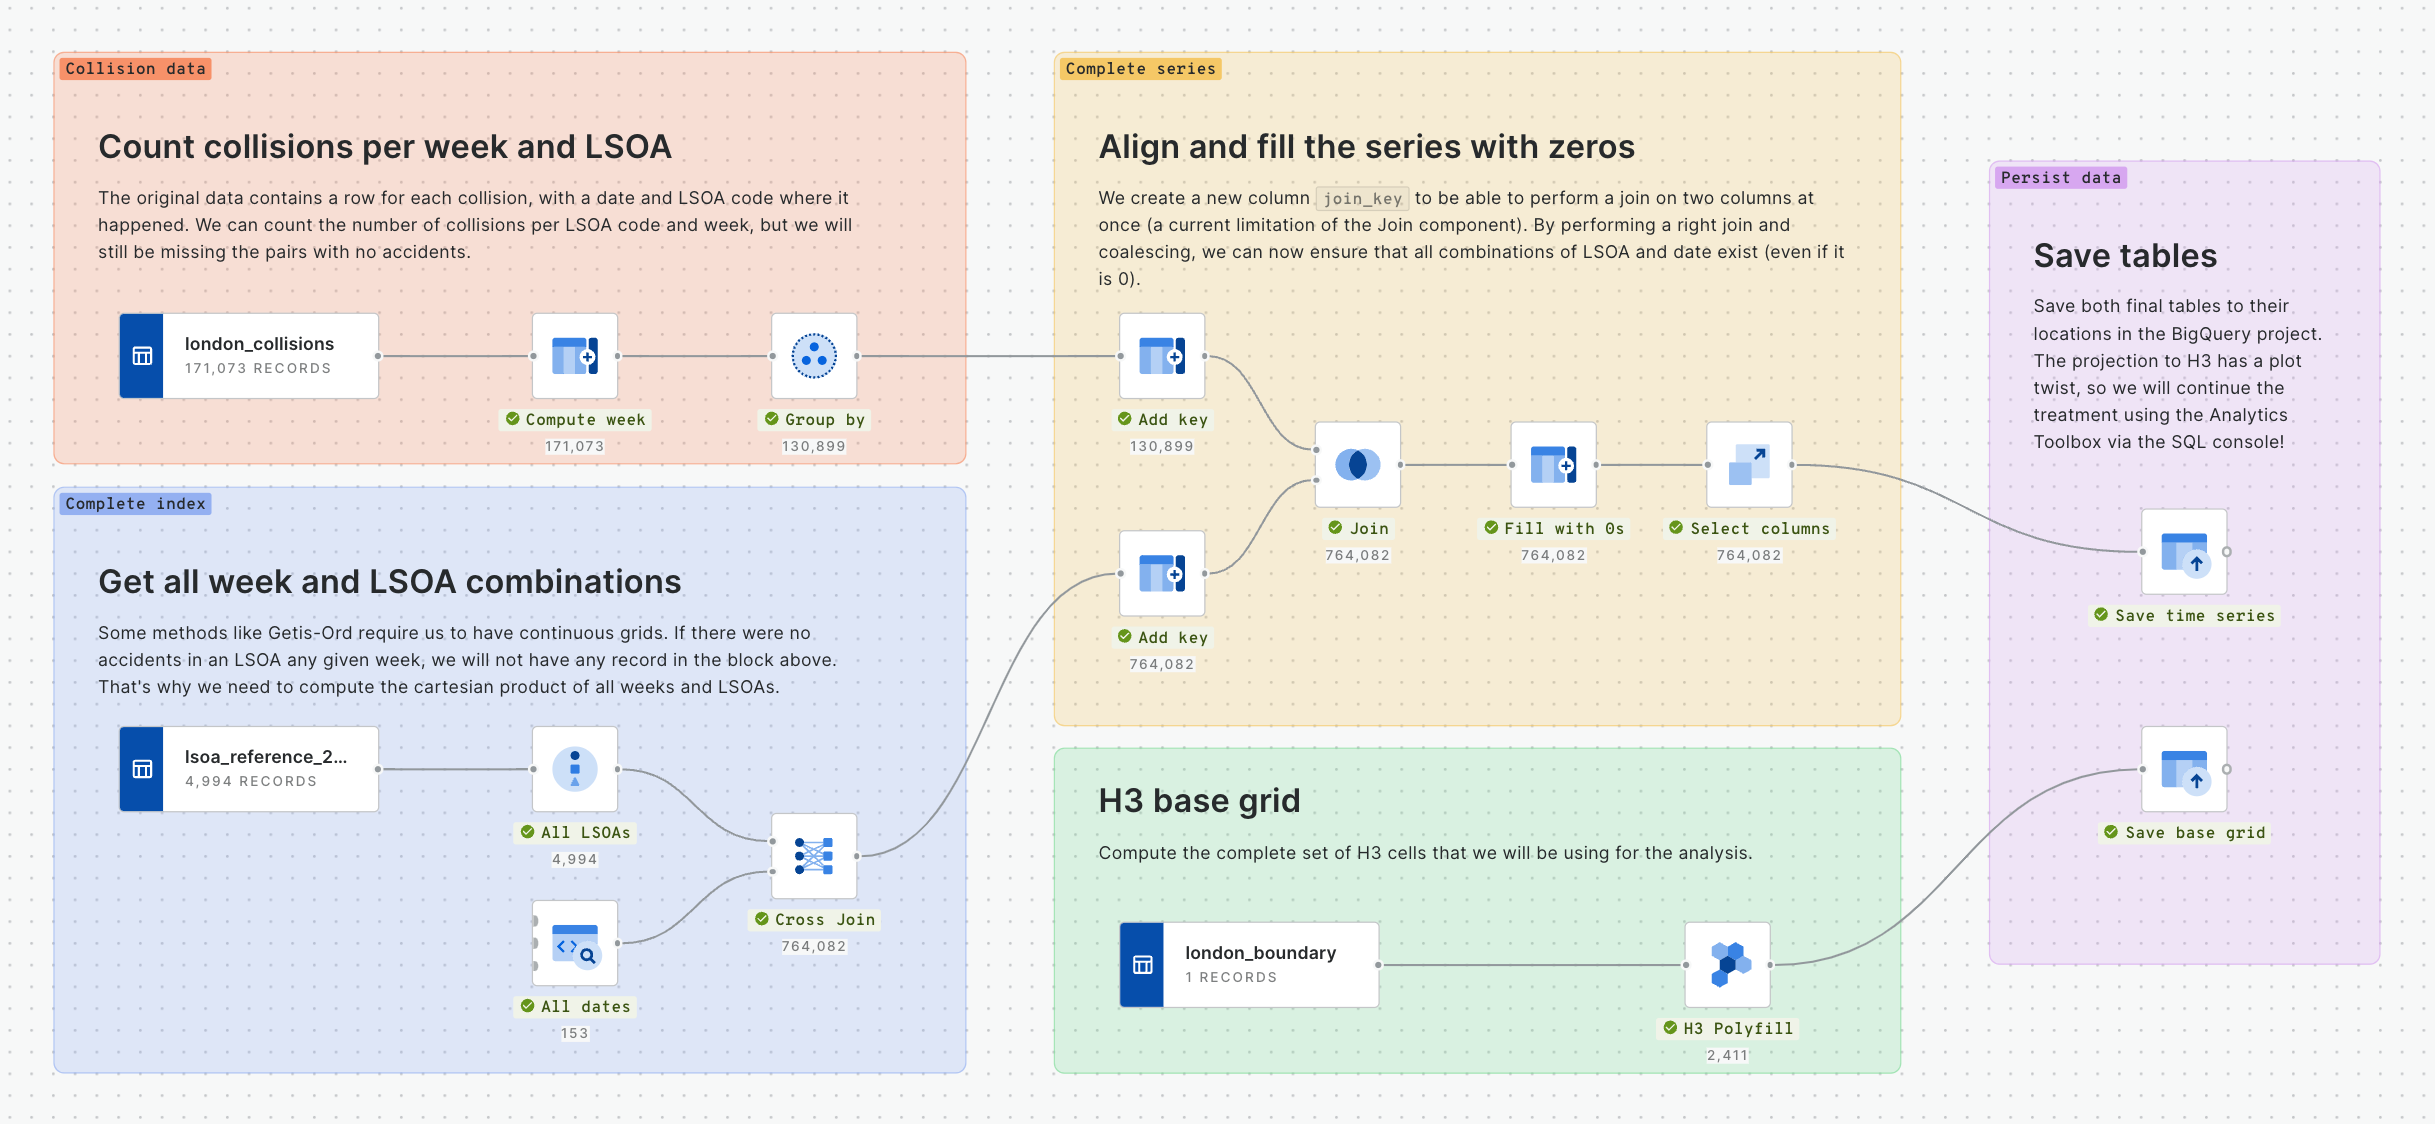 Collision data
Count collisions per week and LSOA
The original data contains a row for each collision, with a date and LSOA code where it
happened. We can count the number of collisions per LSOA code and week, but we will
still be missing the pairs with no accidents.
london_collisions
171,073 RECORDS
Compute week
171,073
Group by
130,899
Complete index
Get all week and LSOA combinations
Some methods like Getis-Ord require us to have continuous grids. If there were no
accidents in an LSOA any given week, we will not have any record in the block above.
That's why we need to compute the cartesian product of all weeks and LSOAs.
lsoa_reference_2...
4,994 RECORDS
All LSOAs
4,994
All dates
153
Cross Join
764,082
Complete series
Align and fill the series with zeros
We create a new column join_key to be able to perform a join on two columns at
once (a current limitation of the Join component). By performing a right join and
coalescing, we can now ensure that all combinations of LSOA and date exist (even if it
is 0).
Add key
130,899
Add key
764,082
Join
764,082
Fill with 0s
764,082
Select columns
764,082
H3 base grid
Compute the complete set of H3 cells that we will be using for the analysis.
london_boundary
1 RECORDS
H3 Polyfill
2,411
Persist data
Save tables
Save both final tables to their
locations in the BigQuery project.
The projection to H3 has a plot
twist, so we will continue the
treatment using the Analytics
Toolbox via the SQL console!
Save time series
Save base grid